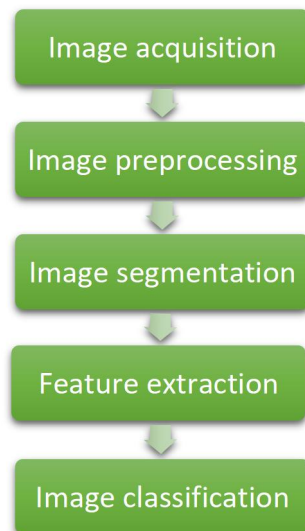 Image acquisition
Image preprocessing
Image segmentation
Feature extraction
Image classification